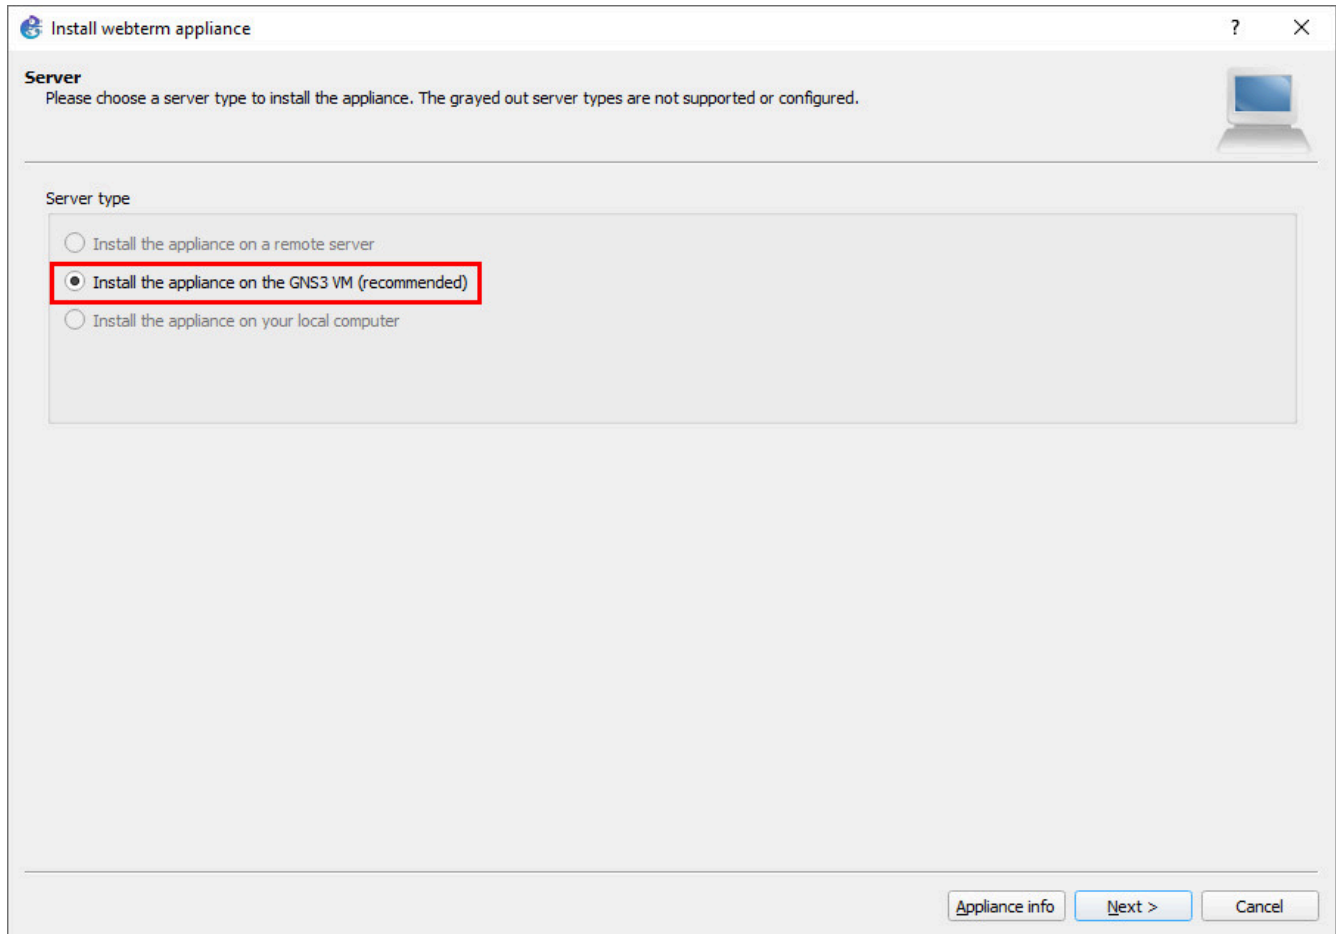 Install webterm appliance
?
Server
Please choose a server type to install the appliance. The grayed out server types are not supported or configured.
Server type
Install the appliance on a remote server
Install the appliance on the GNS3 VM (recommended)
Install the appliance on your local computer
Appliance info Next > Cancel